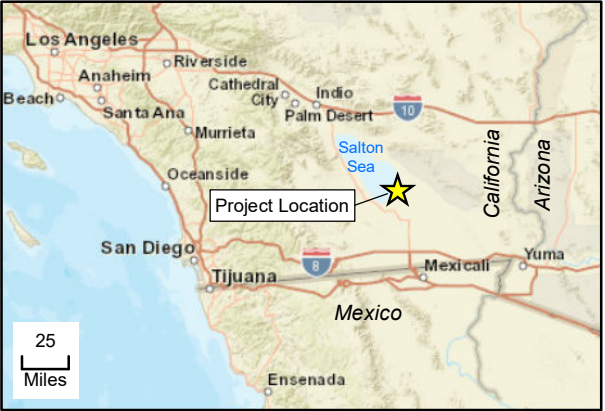 Los Angeles
Riverside
Anaheim
Cathedral
City
Indio
Beach
Santa Ana
Palm Desert
10
Murrieta
Salton
Sea
California
Arizona
Oceanside
Project Location
San Diego
8
Yuma
Tijuana
Mexicali
Mexico
25
Miles
Ensenada